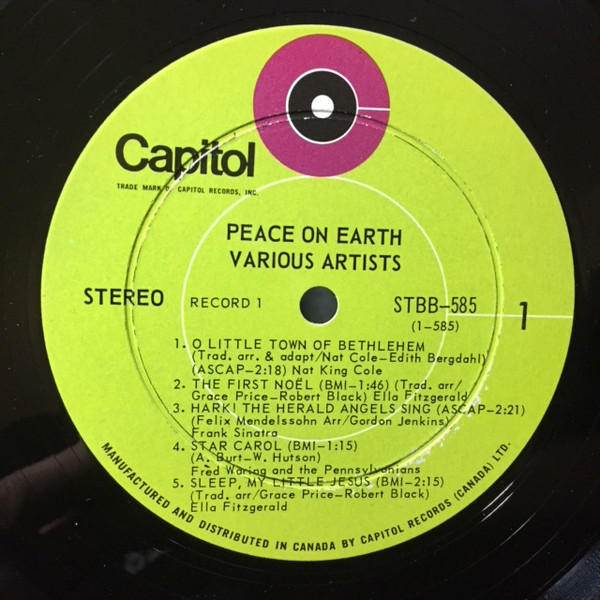 Capitol
TRADE MARK OF CAPITOL RECORDS, INC.
PEACE ON EARTH
VARIOUS ARTISTS
STEREO
RECORD 1
STBB-585
(1-585)
1
1. O LITTLE TOWN OF BETHLEHEM
(Trad. arr. & adapt/Nat Cole-Edith Bergdahl)
(ASCAP-2:18) Nat King Cole
2. THE FIRST NOËL (BMI-1:46) (Trad. arr/
Grace Price-Robert Black) Ella Fitzgerald
3. HARK! THE HERALD ANGELS SING (ASCAP-2:21)
(Felix Mendelssohn Arr/Gordon Jenkins)
Frank Sinatra
4. STAR CAROL (BMI-1:15)
(A. Burt-W. Hutson)
Fred Waring and the Pennsylvanians
5. SLEEP, MY LITTLE JESUS (BMI-2:15)
(Trad. arr/Grace Price-Robert Black)
Ella Fitzgerald
MANUFACTURED AND DISTRIBUTED IN CANADA BY CAPITOL RECORDS (CANADA) LTD.